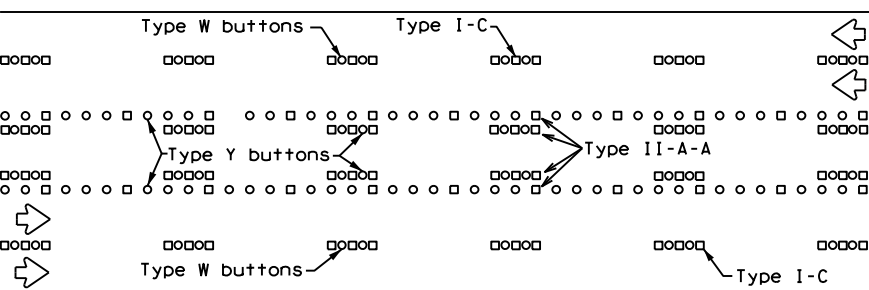 Type W buttons
Type I-C
Type Y buttons
Type II-A-A
Type W buttons
Type I-C